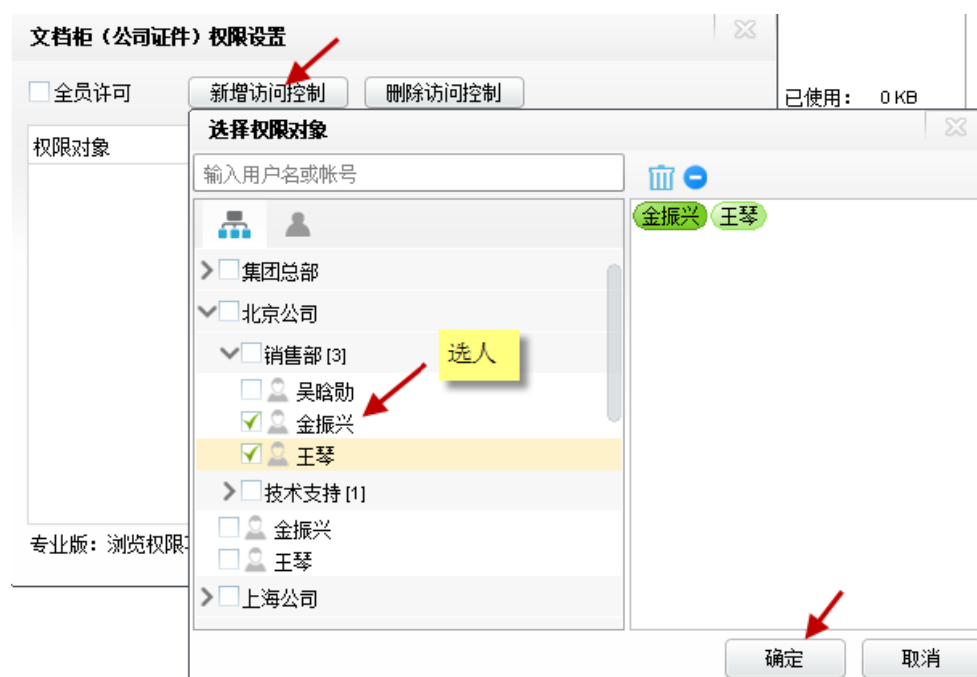 文档柜（公司证件）权限设置
全员许可 新增访问控制 删除访问控制
已使用： 0 KB
权限对象
选择权限对象
输入用户名或帐号
金振兴 王琴
集团总部
北京公司
销售部 [3]
选人
吴晗勋
金振兴
王琴
技术支持 [1]
金振兴
王琴
上海公司
专业版：浏览权限
确定 取消